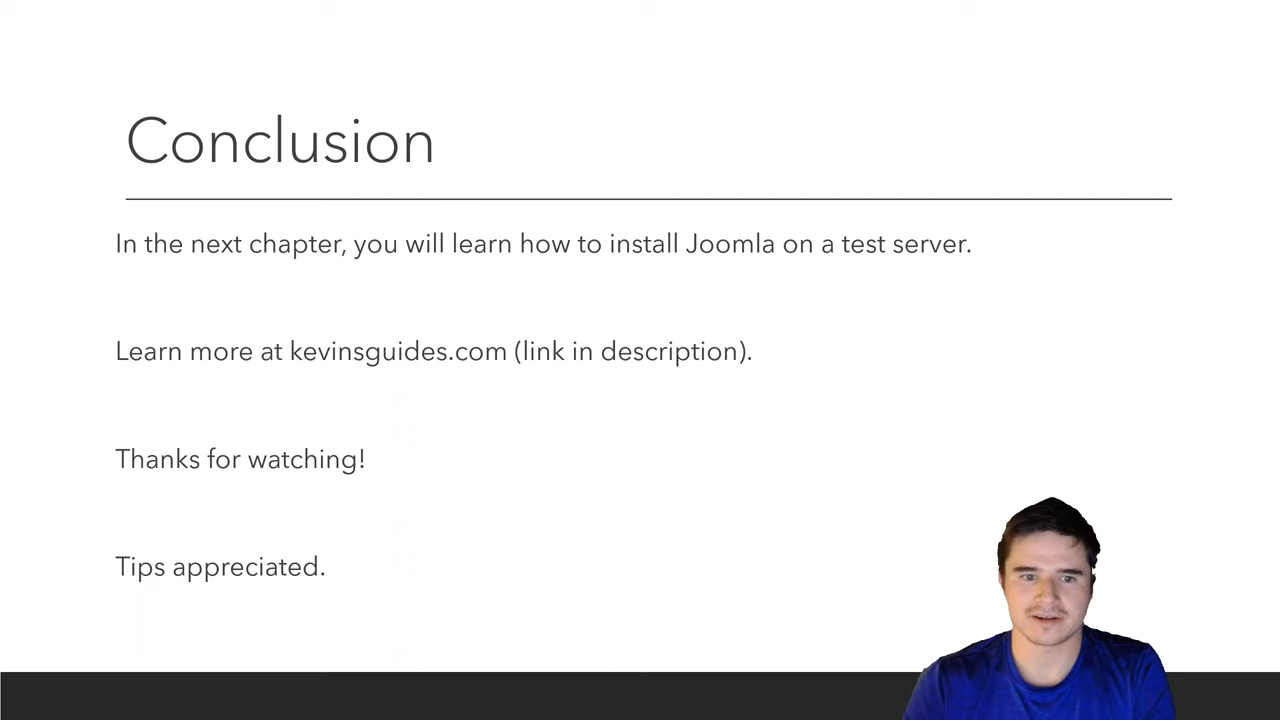 Conclusion
In the next chapter, you will learn how to install Joomla on a test server.
Learn more at kevinsguides.com (link in description).
Thanks for watching!
Tips appreciated.